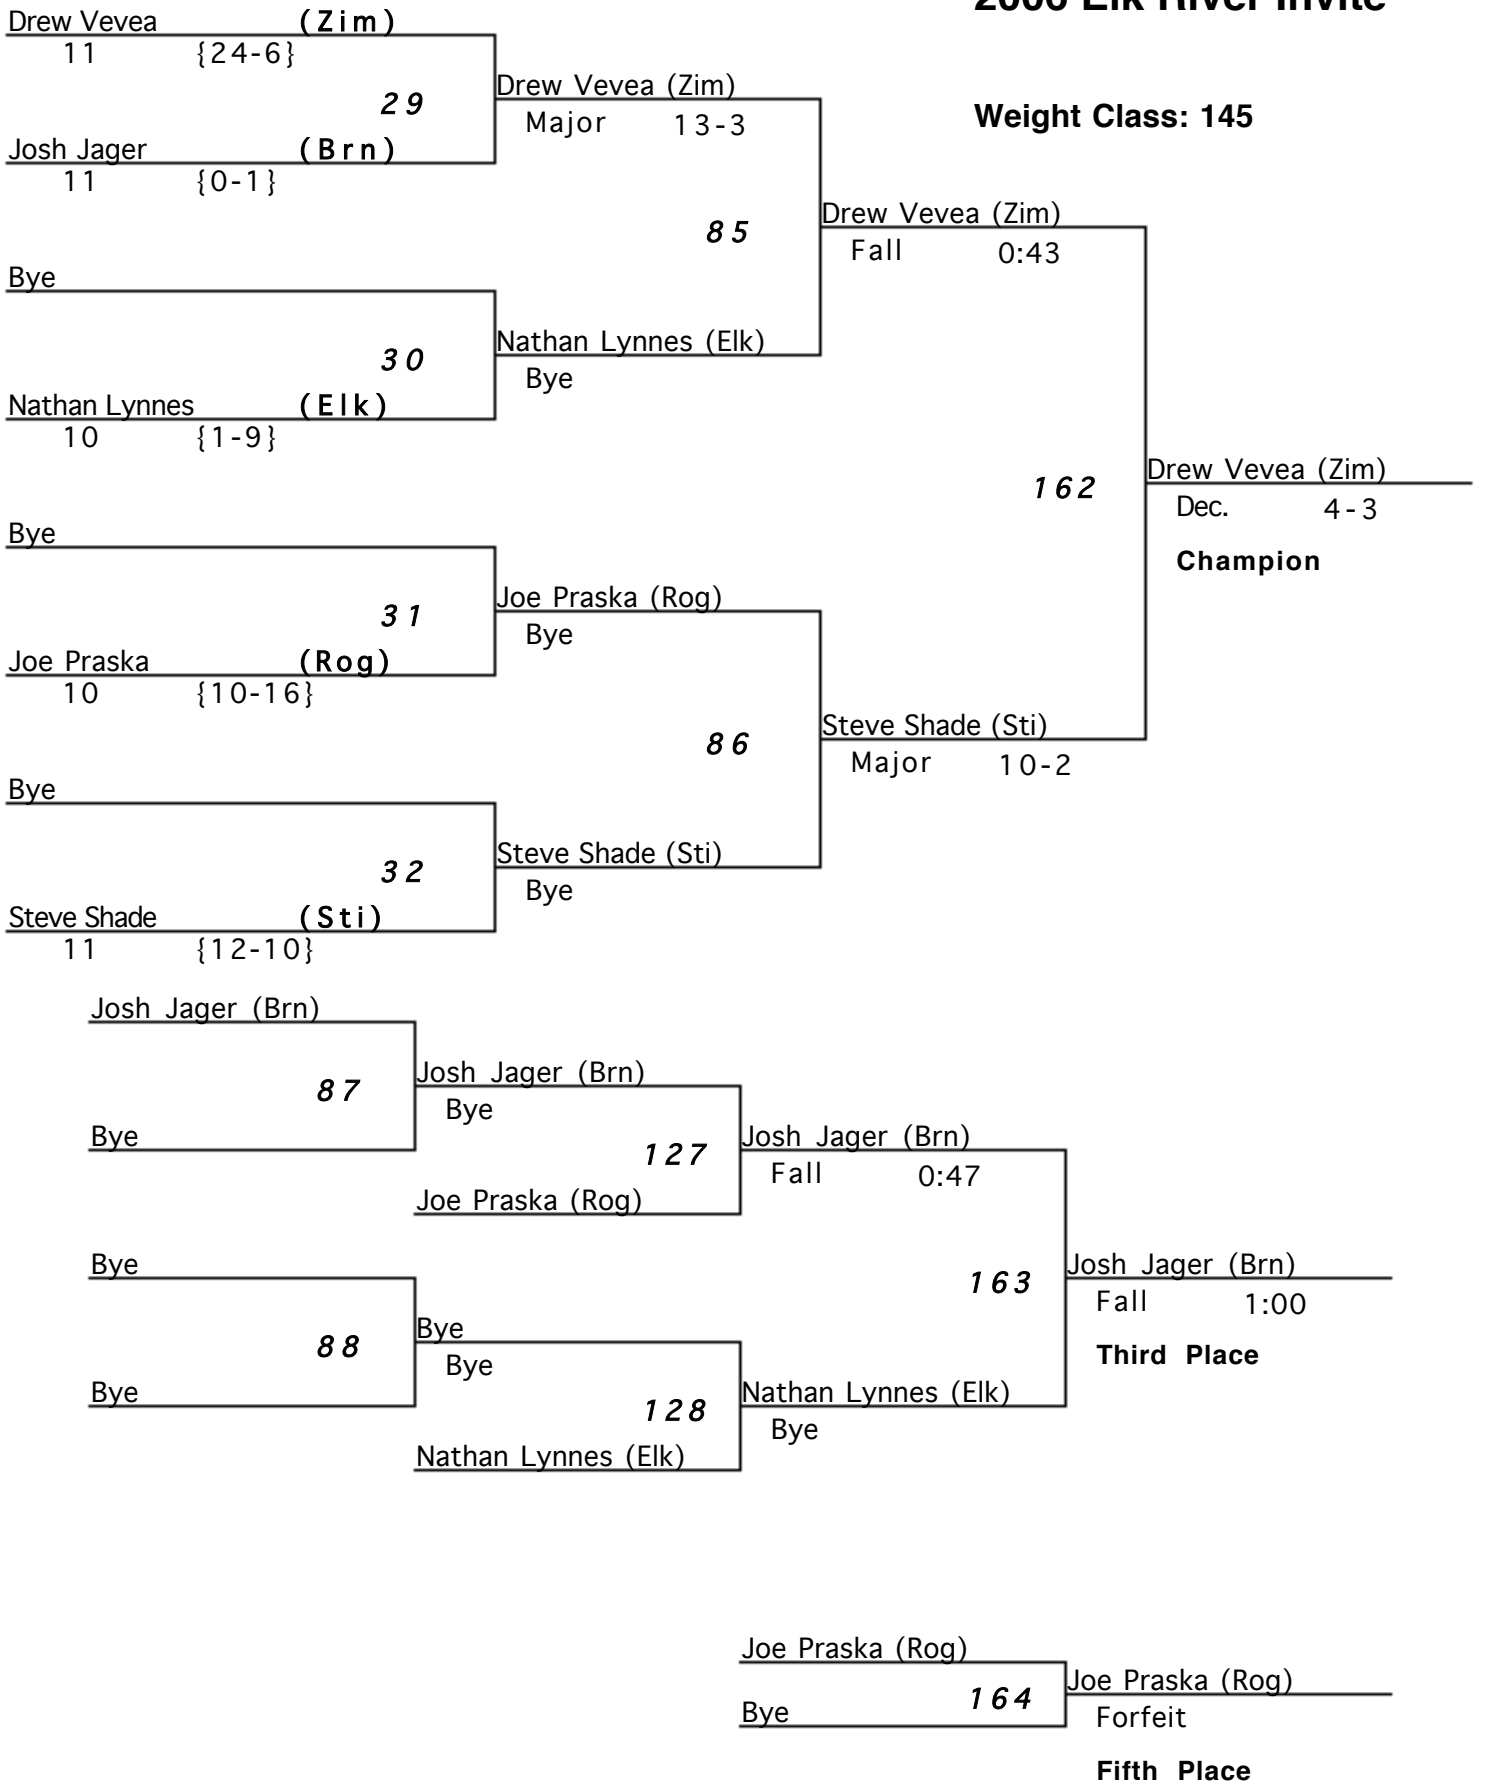 2006 Elk River Invite
Weight Class: 145
Drew Vevea (Zim)
11 {24-6}
29
Josh Jager (Brn)
11 {0-1}
Drew Vevea (Zim)
Major 13-3
Bye
30
Nathan Lynnes (Elk)
10 {1-9}
Nathan Lynnes (Elk)
Bye
85
Drew Vevea (Zim)
Fall 0:43
Bye
31
Joe Praska (Rog)
10 {10-16}
Joe Praska (Rog)
Bye
Bye
32
Steve Shade (Sti)
11 {12-10}
Steve Shade (Sti)
Bye
86
Steve Shade (Sti)
Major 10-2
162
Drew Vevea (Zim)
Dec. 4-3
Champion
Josh Jager (Brn)
87
Bye
Josh Jager (Brn)
Bye
127
Joe Praska (Rog)
Josh Jager (Brn)
Fall 0:47
Bye
88
Bye
Bye
Bye
128
Nathan Lynnes (Elk)
Nathan Lynnes (Elk)
Bye
163
Josh Jager (Brn)
Fall 1:00
Third Place
Joe Praska (Rog)
164
Bye
Joe Praska (Rog)
Forfeit
Fifth Place